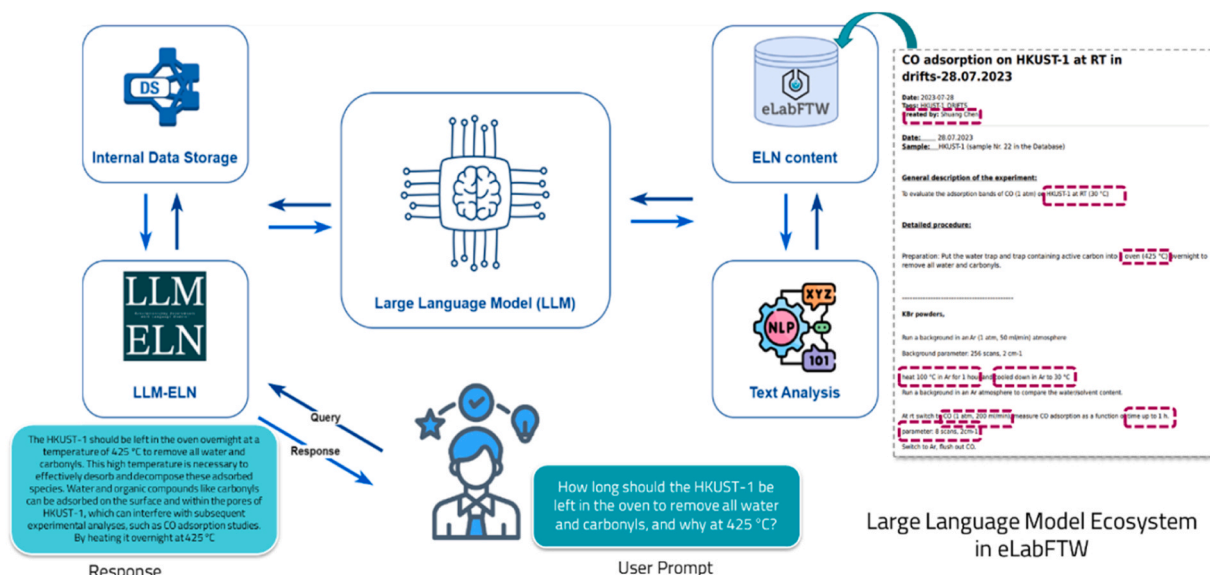 DS
Internal Data Storage
LLM
ELN
LLM-ELN
Large Language Model (LLM)
eLabFTW
ELN content
XYZ
NLP
101
Text Analysis
Query
Response
The HKUST-1 should be left in the oven overnight at a
temperature of 425 °C to remove all water and
carbonyls. This high temperature is necessary to
effectively desorb and decompose these adsorbed
species. Water and organic compounds like carbonyls
can be adsorbed on the surface and within the pores of
HKUST-1, which can interfere with subsequent
experimental analyses, such as CO adsorption studies.
By heating it overnight at 425 °C
Response
How long should the HKUST-1 be
left in the oven to remove all water
and carbonyls, and why at 425 °C?
User Prompt
CO adsorption on HKUST-1 at RT in
drifts-28.07.2023
Date: 2023-07-28
Tags: HKUST-1 DRIFTS
Created by: Shuang Chen
Date: 28.07.2023
Sample: HKUST-1 (sample Nr. 22 in the Database)
General description of the experiment:
To evaluate the adsorption bands of CO (1 atm) on HKUST-1 at RT (30 °C)
Detailed procedure:
Preparation: Put the water trap and trap containing active carbon into oven (425 °C) overnight to
remove all water and carbonyls.
KBr powders,
Run a background in an Ar (1 atm, 50 ml/min) atmosphere
Background parameter: 256 scans, 2 cm-1
heat 100 °C in Ar for 1 hour and cooled down in Ar to 30 °C
Run a background in an Ar atmosphere to compare the water/solvent content.
At rt switch to CO (1 atm, 200 ml/min) measure CO adsorption as a function of time up to 1 h.
parameter: 8 scans, 2cm-1
Switch to Ar, flush out CO.
Large Language Model Ecosystem
in eLabFTW